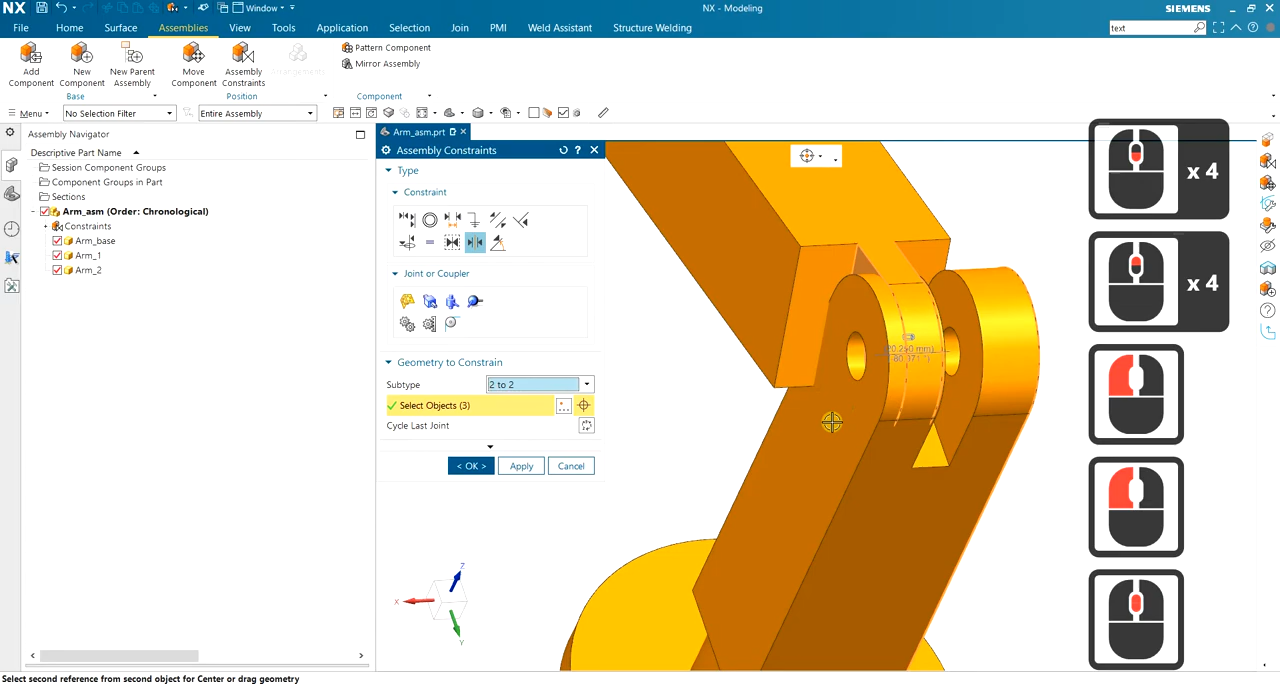 NX
Window
NX - Modeling
SIEMENS
File
Home
Surface
Assemblies
View
Tools
Application
Selection
Join
PMI
Weld Assistant
Structure Welding
text
Add
Component
New
Component
New Parent
Assembly
Move
Component
Assembly
Constraints
Pattern Component
Mirror Assembly
Base
Position
Component
Menu
No Selection Filter
Entire Assembly
Assembly Navigator
Arm_asm.prt
Assembly Constraints
Descriptive Part Name
Session Component Groups
Component Groups in Part
Sections
Arm_asm (Order: Chronological)
Constraints
Arm_base
Arm_1
Arm_2
Type
Constraint
Joint or Coupler
Geometry to Constrain
Subtype
2 to 2
Select Objects (3)
Cycle Last Joint
< OK >
Apply
Cancel
x 4
x 4
X
Y
Z
Select second reference from second object for Center or drag geometry